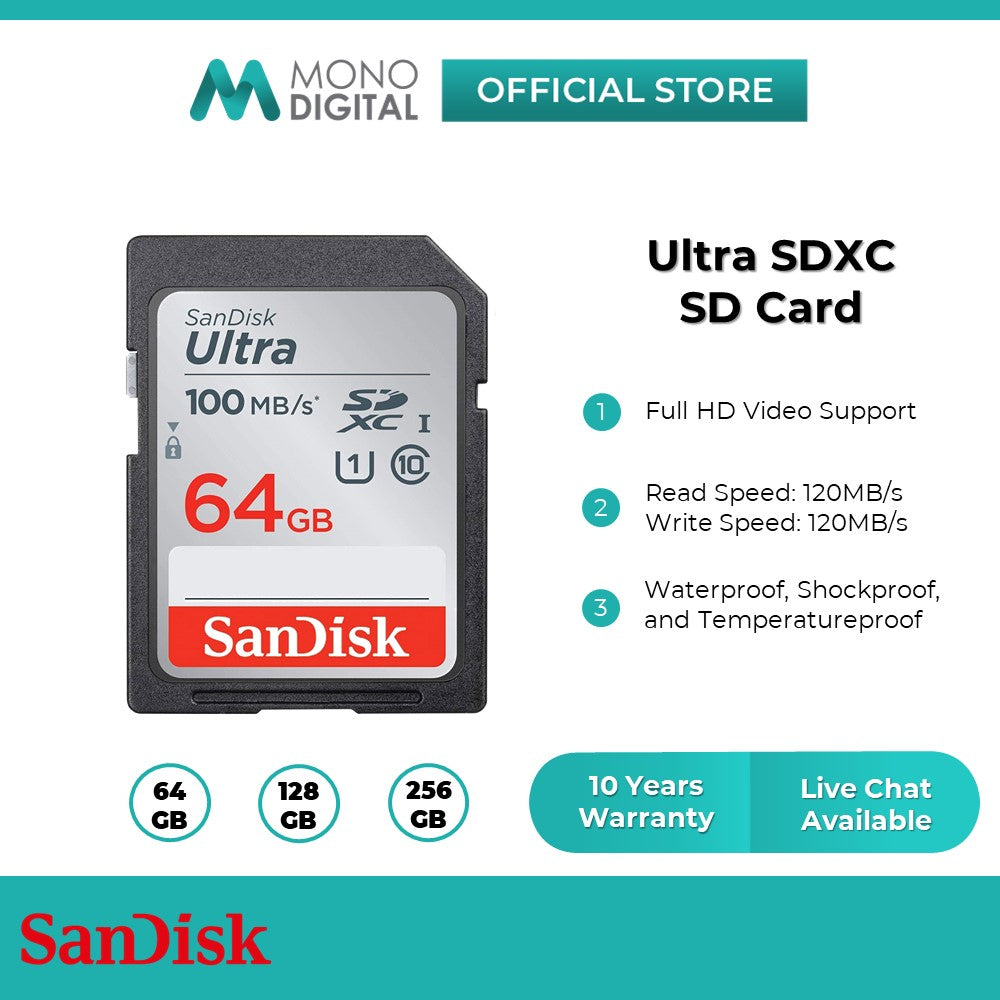 MONO
DIGITAL
OFFICIAL STORE
Ultra SDXC
SD Card
SanDisk
Ultra
100 MB/s*
SD
XC I
1
10
64GB
SanDisk
1 Full HD Video Support
2 Read Speed: 120MB/s
Write Speed: 120MB/s
3 Waterproof, Shockproof,
and Temperatureproof
64
GB
128
GB
256
GB
10 Years
Warranty
Live Chat
Available
SanDisk